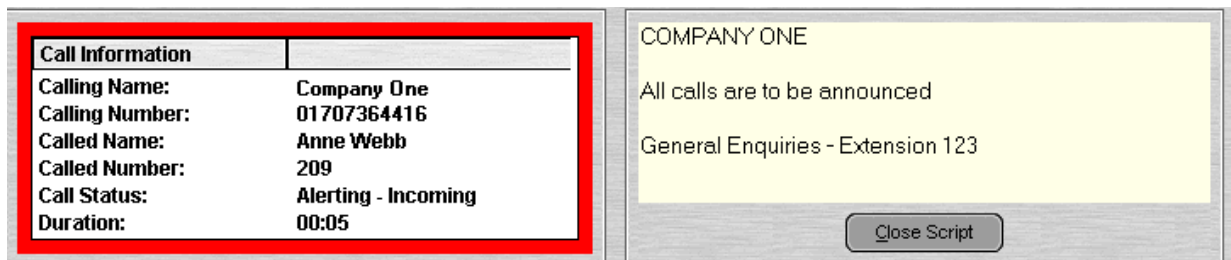 Call Information
Calling Name: Company One
Calling Number: 01707364416
Called Name: Anne Webb
Called Number: 209
Call Status: Alerting - Incoming
Duration: 00:05
COMPANY ONE
All calls are to be announced
General Enquiries - Extension 123
Close Script